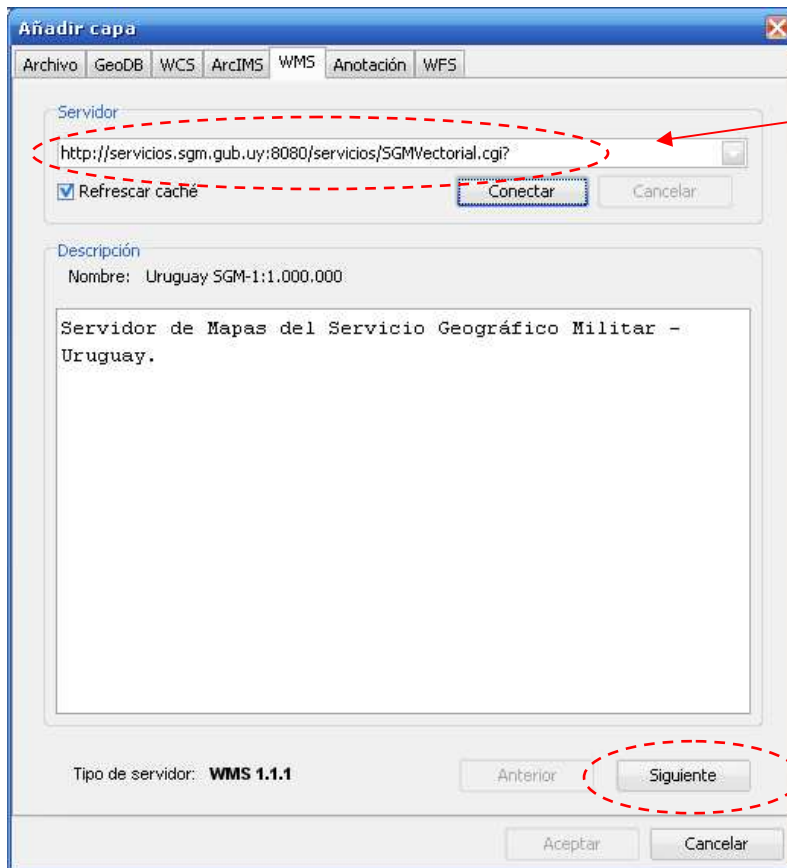 Añadir capa
Archivo GeoDB WCS ArcIMS WMS Anotación WFS
Servidor
http://servicios.sgm.gub.uy:8080/servicios/SGMVectorial.cgi?
Refrescar caché Conectar Cancelar
Descripción
Nombre: Uruguay SGM-1:1.000.000
Servidor de Mapas del Servicio Geográfico Militar -
Uruguay.
Tipo de servidor: WMS 1.1.1 Anterior Siguiente
Aceptar Cancelar